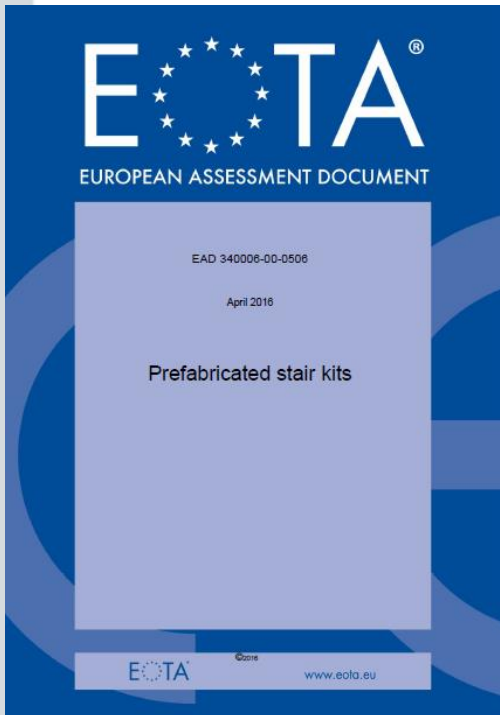 EOTA®
EUROPEAN ASSESSMENT DOCUMENT
EAD 340006-00-0506
April 2016
Prefabricated stair kits
©2016
EOTA
www.eota.eu